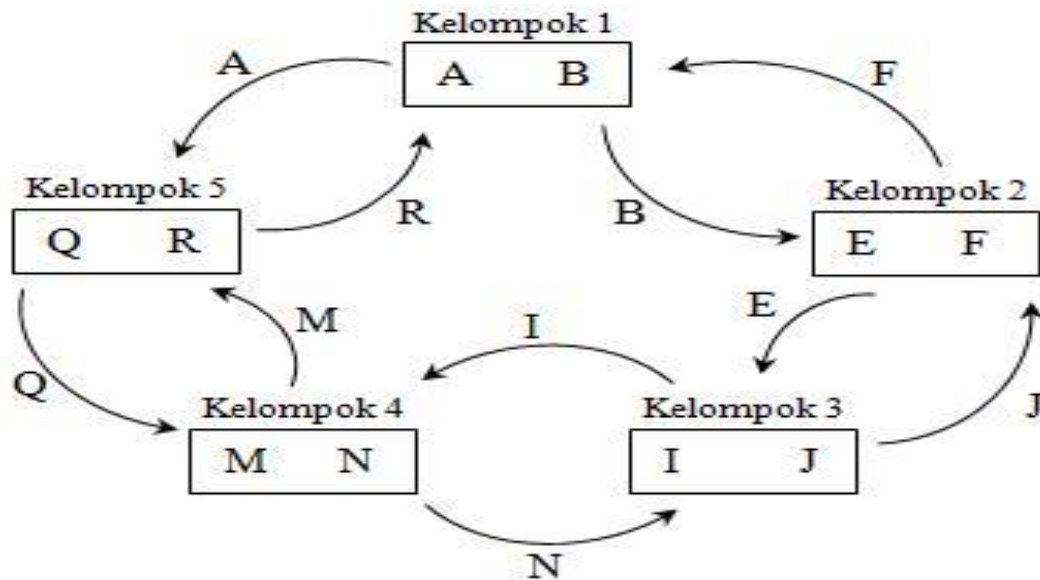 Kelompok 1
A B
A
F
R
B
Kelompok 5
Q R
Kelompok 2
E F
M
I
E
Q
J
Kelompok 4
M N
Kelompok 3
I J
N